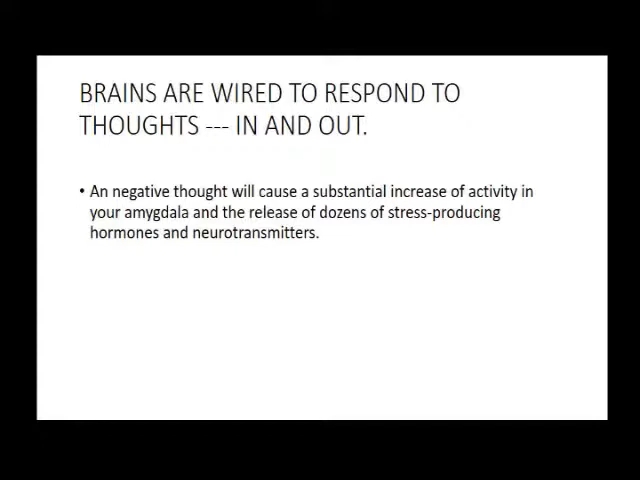 BRAINS ARE WIRED TO RESPOND TO
THOUGHTS --- IN AND OUT.
• An negative thought will cause a substantial increase of activity in
your amygdala and the release of dozens of stress-producing
hormones and neurotransmitters.